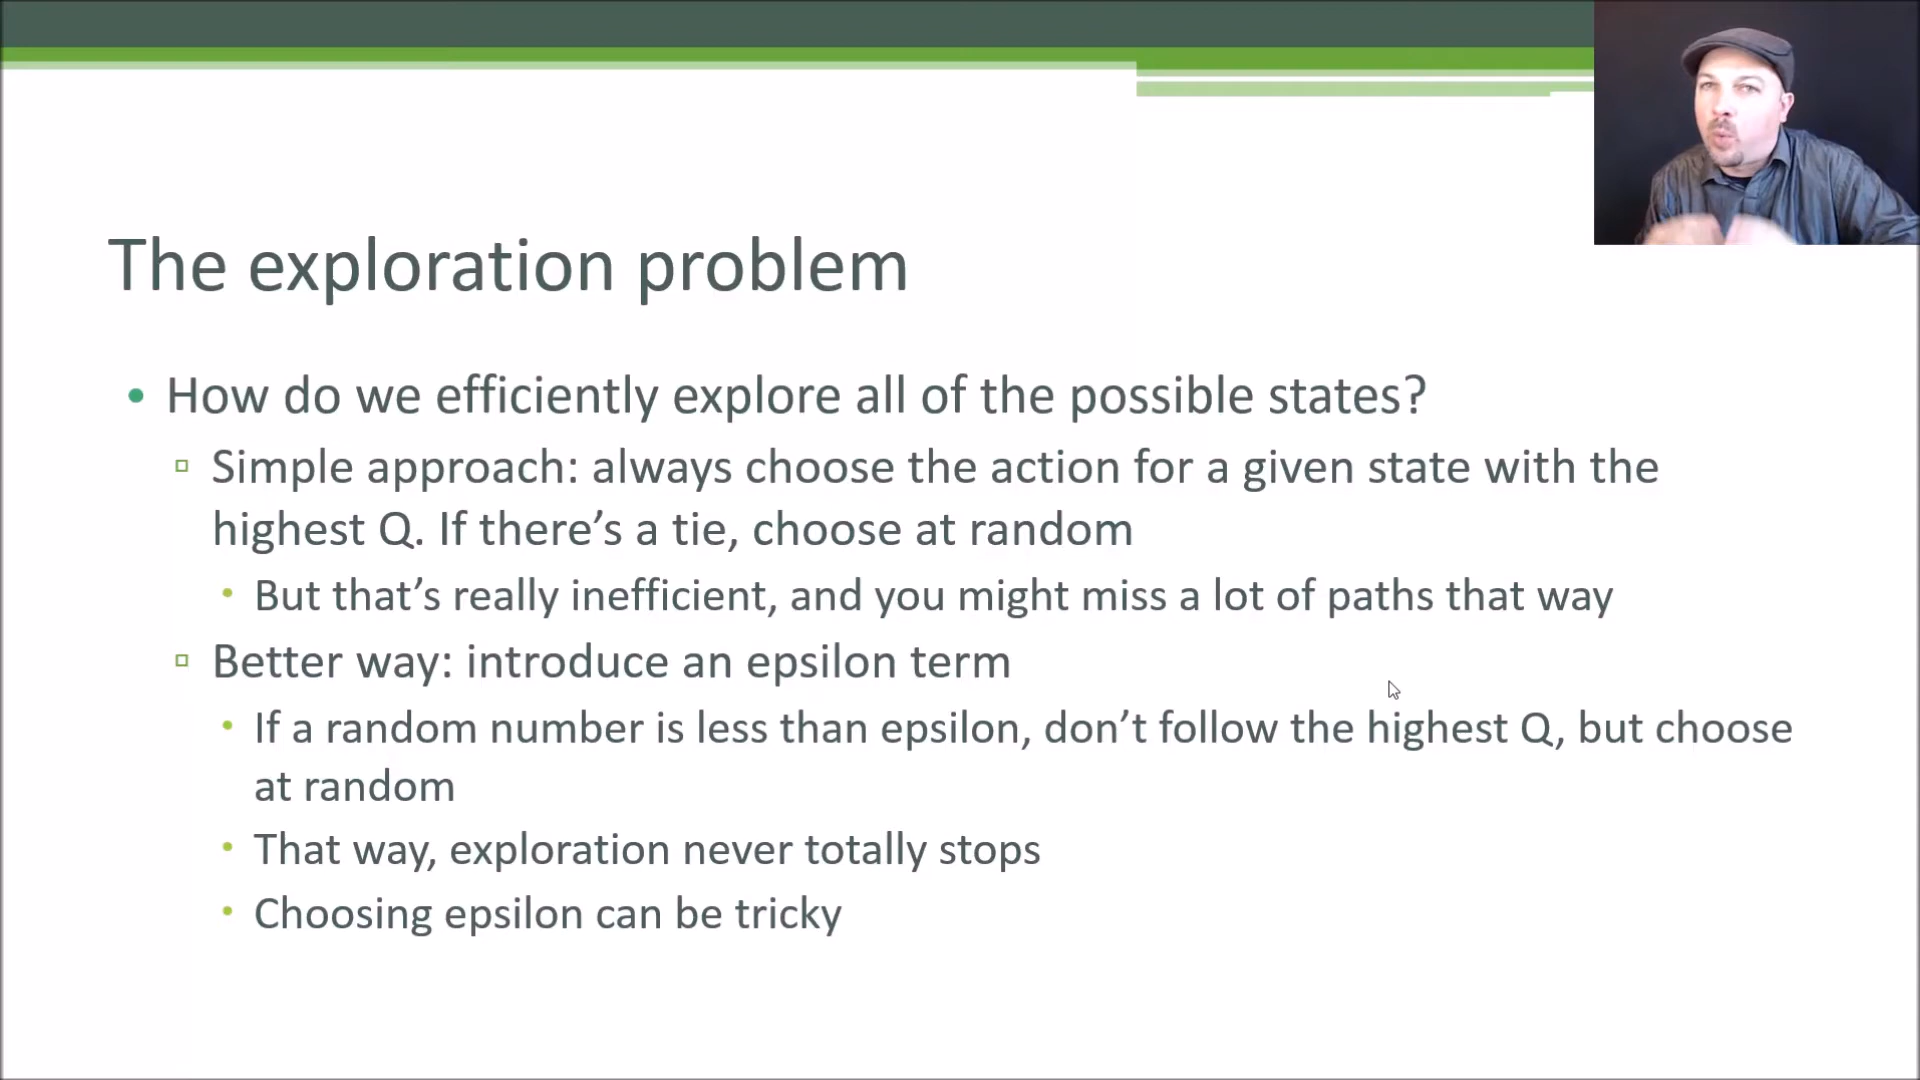 The exploration problem
How do we efficiently explore all of the possible states?
Simple approach: always choose the action for a given state with the
highest Q. If there’s a tie, choose at random
But that’s really inefficient, and you might miss a lot of paths that way
Better way: introduce an epsilon term
If a random number is less than epsilon, don’t follow the highest Q, but choose
at random
That way, exploration never totally stops
Choosing epsilon can be tricky